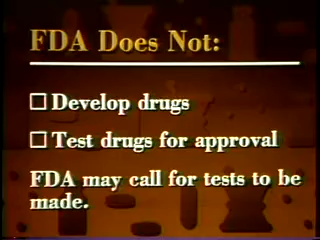 FDA Does Not:
□ Develop drugs
□ Test drugs for approval
FDA may call for tests to be
made.